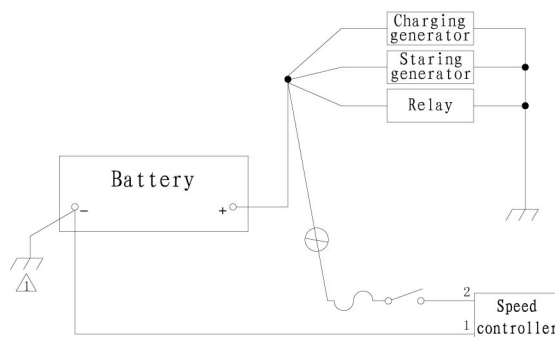 Charging
generator
Staring
generator
Relay
Battery
-
+
1
2
1
Speed
controller